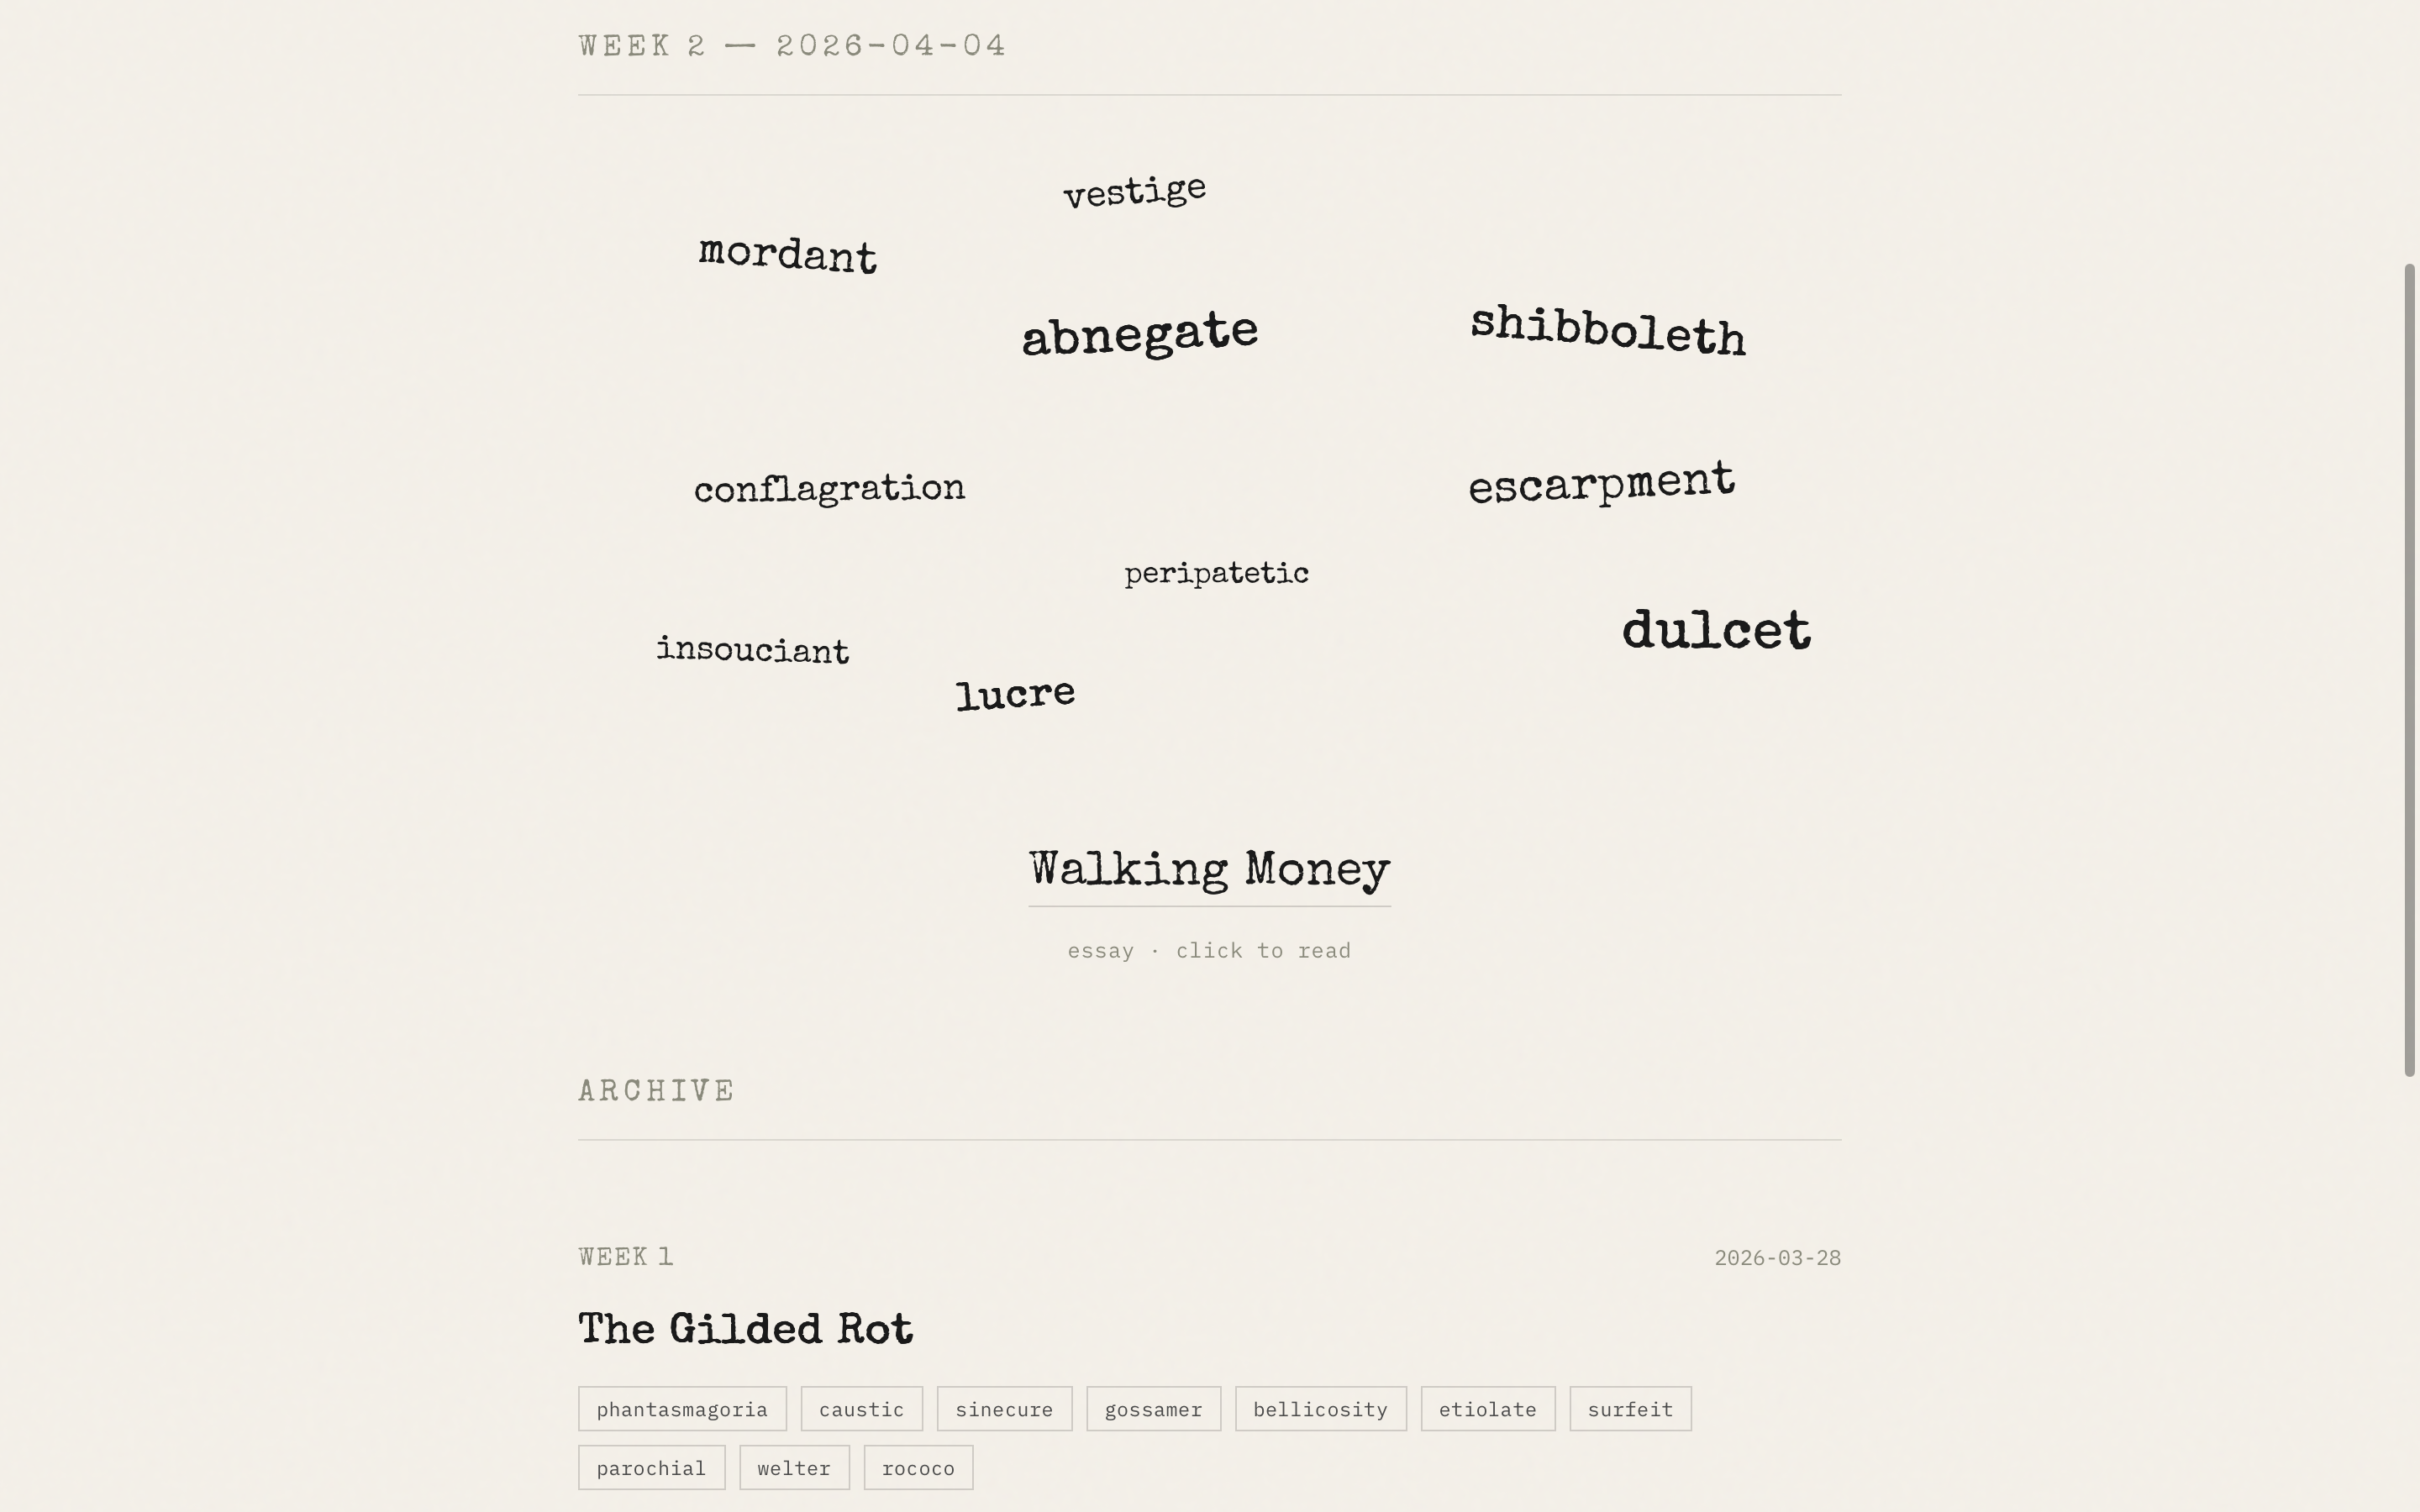 WEEK 2 — 2026-04-04
vestige
mordant
abnegate
shibboleth
conflagration
escarpment
peripatetic
dulcet
insouciant
lucre
Walking Money
essay · click to read
ARCHIVE
WEEK 1 2026-03-28
The Gilded Rot
phantasmagoria caustic sinecure gossamer bellicosity etiolate surfeit
parochial welter rococo